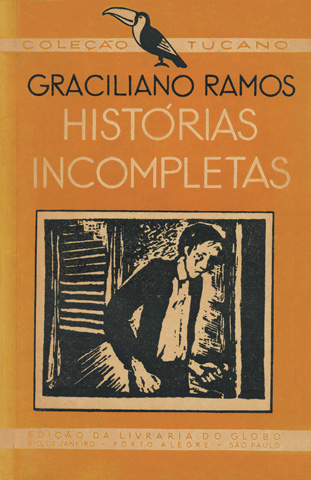 COLEÇÃO TUCANO
GRACILIANO RAMOS
HISTÓRIAS
INCOMPLETAS
EDIÇÃO DA LIVRARIA DO GLOBO
RIO DE JANEIRO - PORTO ALEGRE - SÃO PAULO